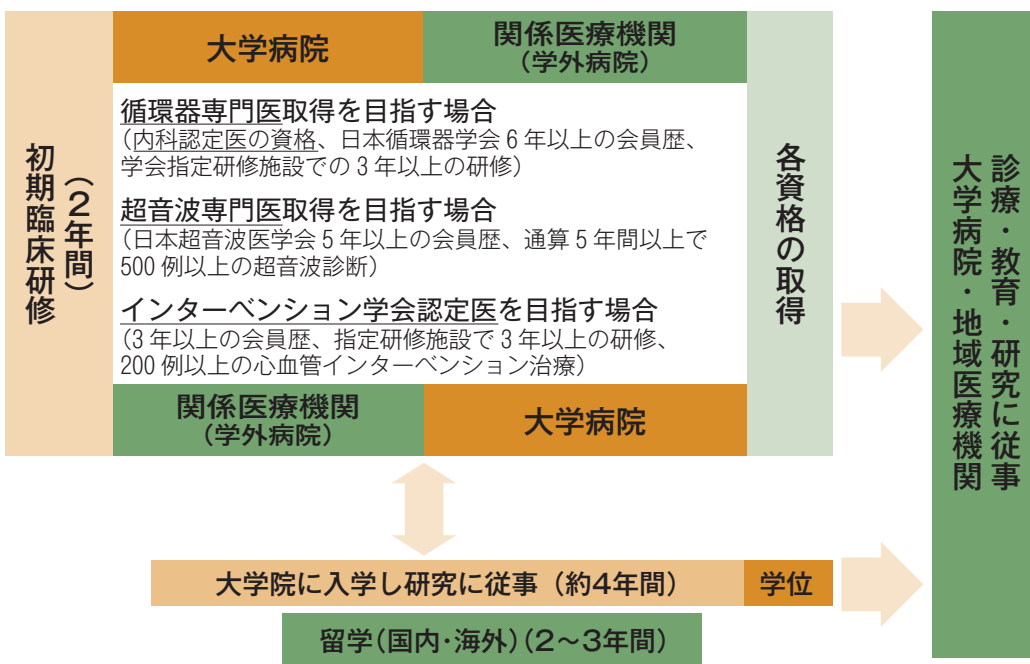 初期臨床研修
（２年間）
大学病院
関係医療機関
（学外病院）
循環器専門医取得を目指す場合
（内科認定医の資格、日本循環器学会 6 年以上の会員歴、
学会指定研修施設での 3 年以上の研修）
超音波専門医取得を目指す場合
（日本超音波医学会 5 年以上の会員歴、通算 5 年間以上で
500 例以上の超音波診断）
インターベンション学会認定医を目指す場合
（3 年以上の会員歴、指定研修施設で 3 年以上の研修、
200 例以上の心血管インターベンション治療）
関係医療機関
（学外病院）
大学病院
各資格の取得
診療・教育・研究に従事
大学病院・地域医療機関
大学院に入学し研究に従事（約4年間）
学位
留学（国内・海外）（2～3年間）